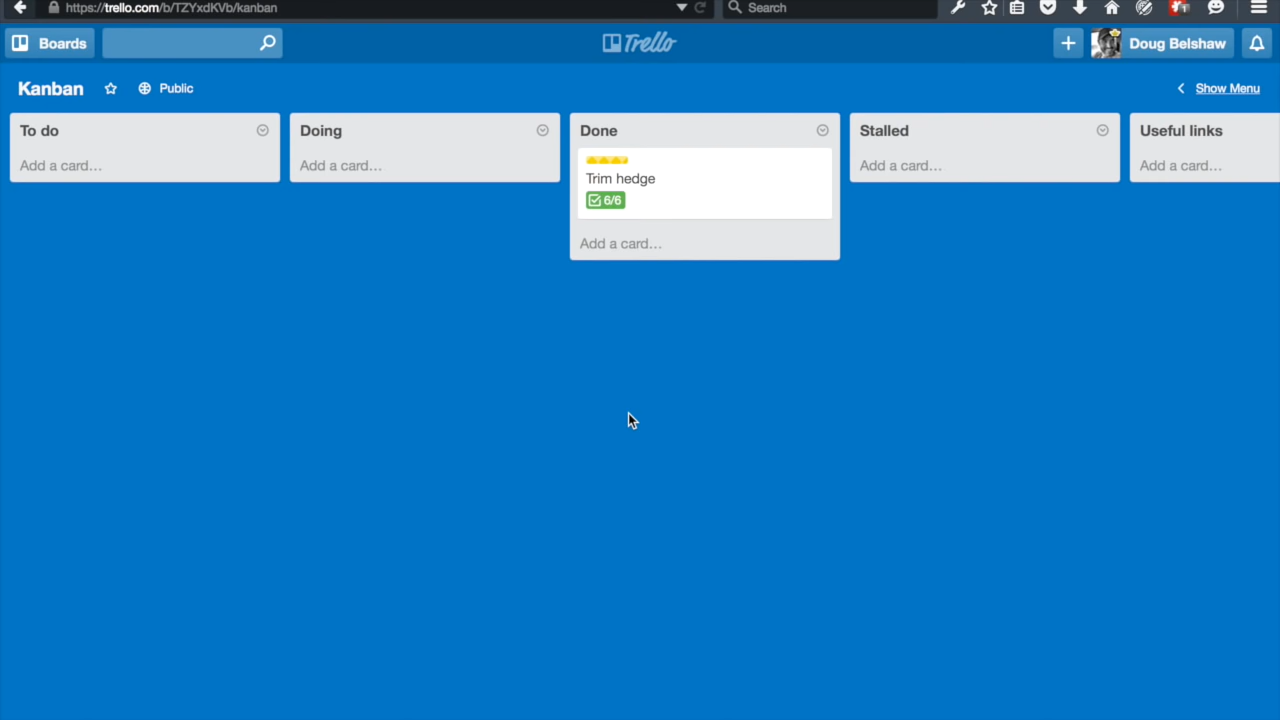 https://trello.com/b/TZYxdKVb/kanban
Search
1
Boards
Trello
Doug Belshaw
Kanban
Public
Show Menu
To do
Add a card…
Doing
Add a card…
Done
Trim hedge
6/6
Add a card…
Stalled
Add a card…
Useful links
Add a card…